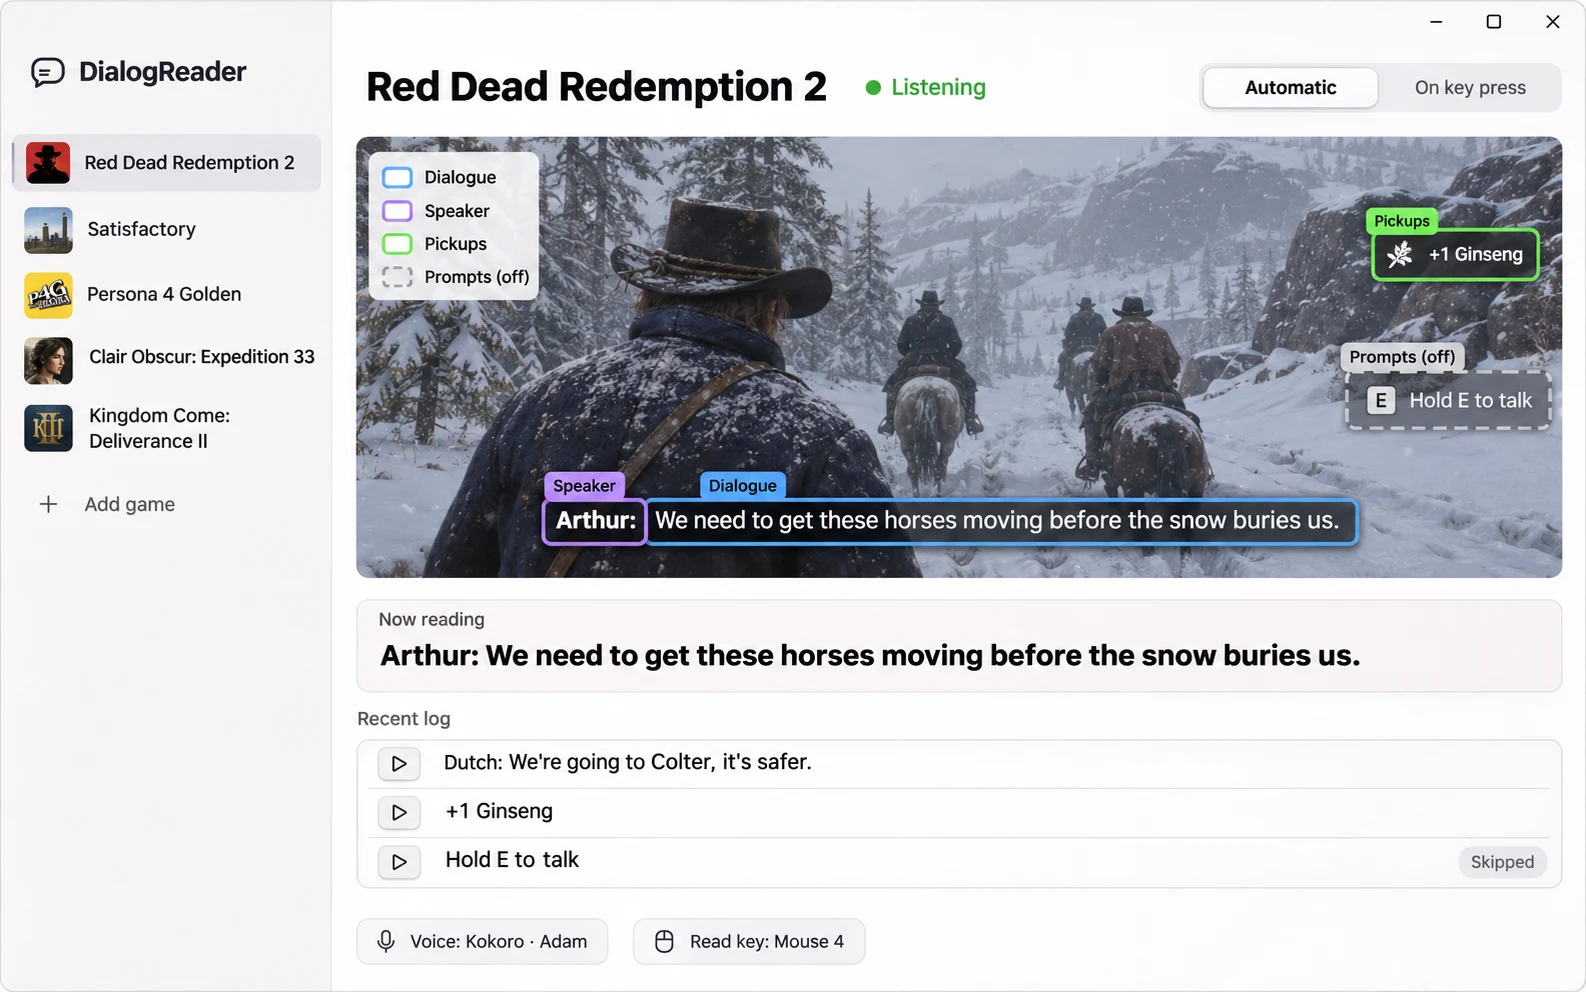 DialogReader
Red Dead Redemption 2
Satisfactory
P4G
Persona 4 Golden
Clair Obscur: Expedition 33
Kingdom Come:
Deliverance II
Add game
Red Dead Redemption 2
Listening
Automatic
On key press
Dialogue
Speaker
Pickups
Prompts (off)
Pickups
+1 Ginseng
Prompts (off)
E Hold E to talk
Speaker
Dialogue
Arthur: We need to get these horses moving before the snow buries us.
Now reading
Arthur: We need to get these horses moving before the snow buries us.
Recent log
Dutch: We're going to Colter, it's safer.
+1 Ginseng
Hold E to talk
Skipped
Voice: Kokoro · Adam
Read key: Mouse 4